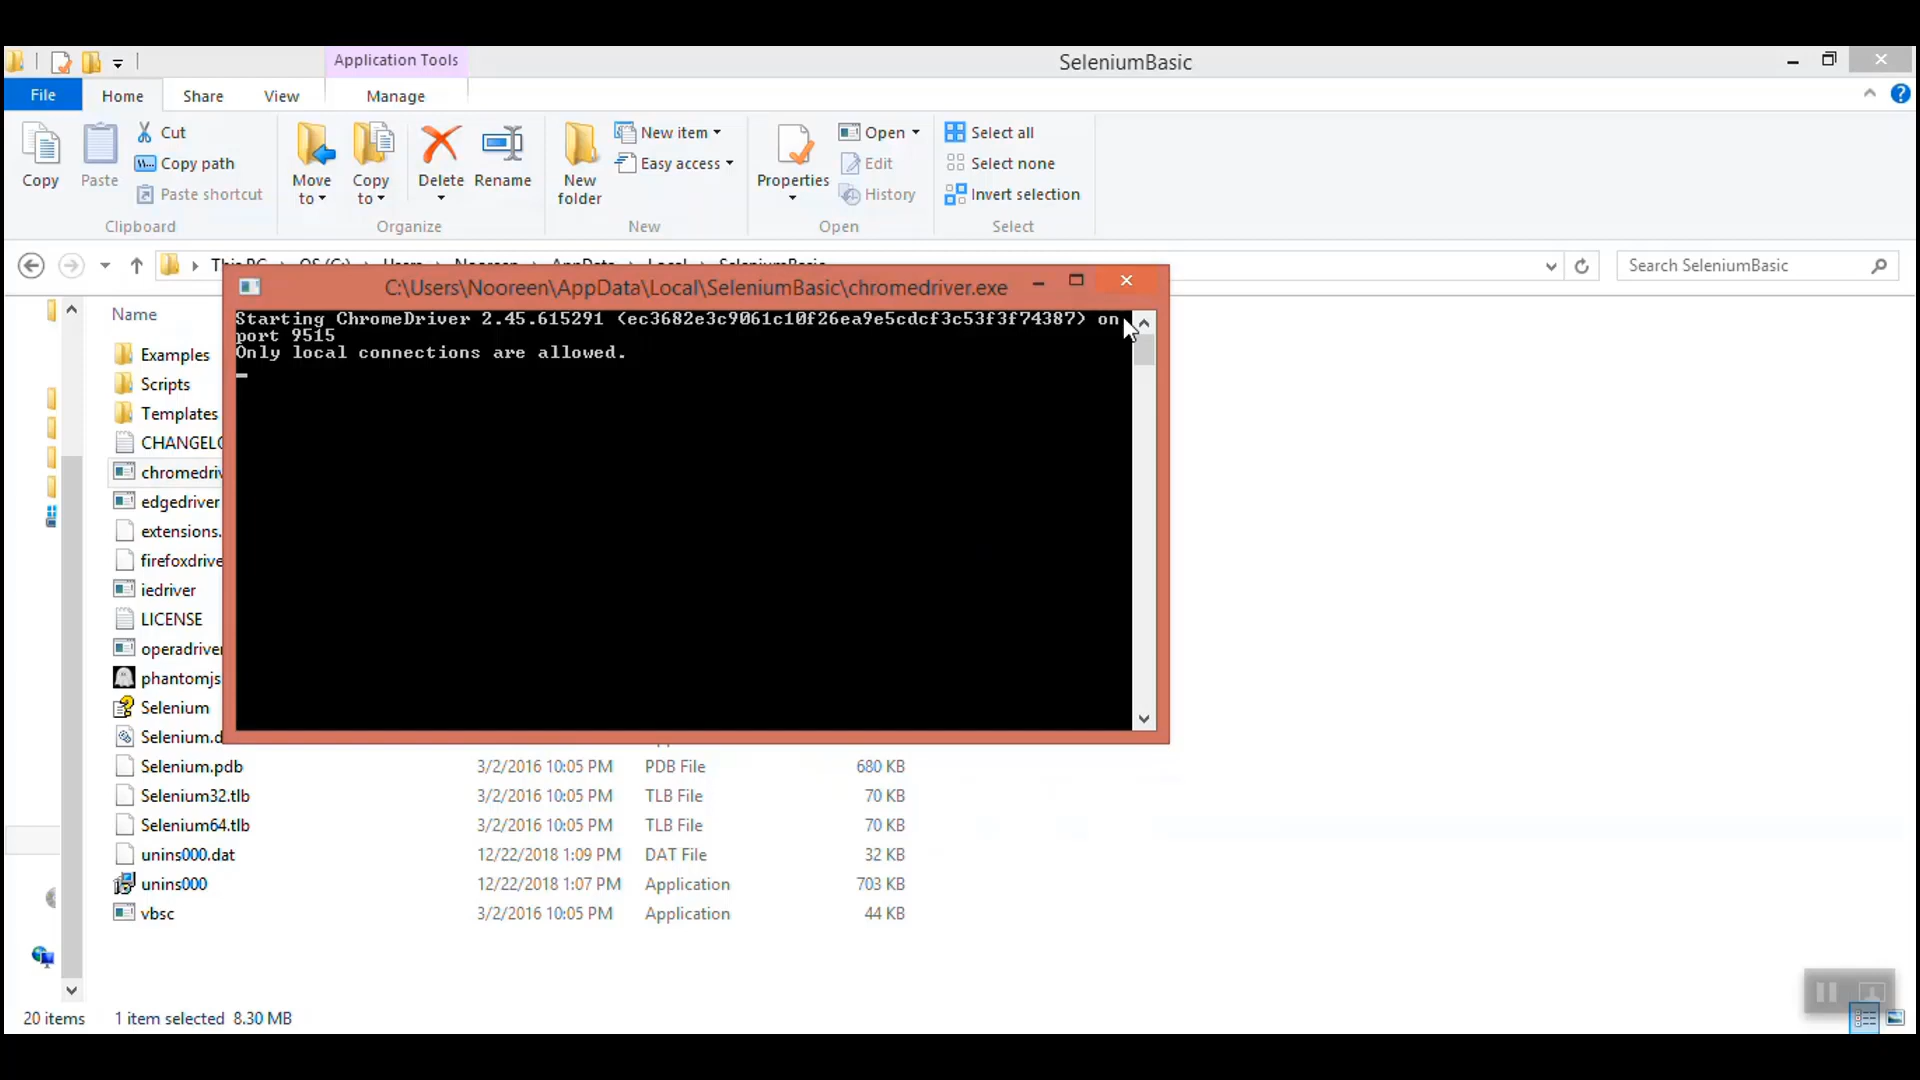 Application Tools
SeleniumBasic
File
Home
Share
View
Manage
Copy
Paste
Cut
Copy path
Paste shortcut
Clipboard
Move to
Copy to
Delete
Rename
Organize
New folder
New item
Easy access
New
Properties
Open
Edit
History
Open
Select all
Select none
Invert selection
Select
Search SeleniumBasic
C:\Users\Nooreen\AppData\Local\SeleniumBasic\chromedriver.exe
Starting ChromeDriver 2.45.615291 (ec3682e3c9061c10f26ea9e5cdcf3c53f3f74387) on
port 9515
Only local connections are allowed.
Name
Examples
Scripts
Templates
CHANGELO
chromedriv
edgedriver
extensions.
firefoxdrive
iedriver
LICENSE
operadriver
phantomjs
Selenium
Selenium.d
Selenium.pdb 3/2/2016 10:05 PM PDB File 680 KB
Selenium32.tlb 3/2/2016 10:05 PM TLB File 70 KB
Selenium64.tlb 3/2/2016 10:05 PM TLB File 70 KB
unins000.dat 12/22/2018 1:09 PM DAT File 32 KB
unins000 12/22/2018 1:07 PM Application 703 KB
vbsc 3/2/2016 10:05 PM Application 44 KB
20 items 1 item selected 8.30 MB